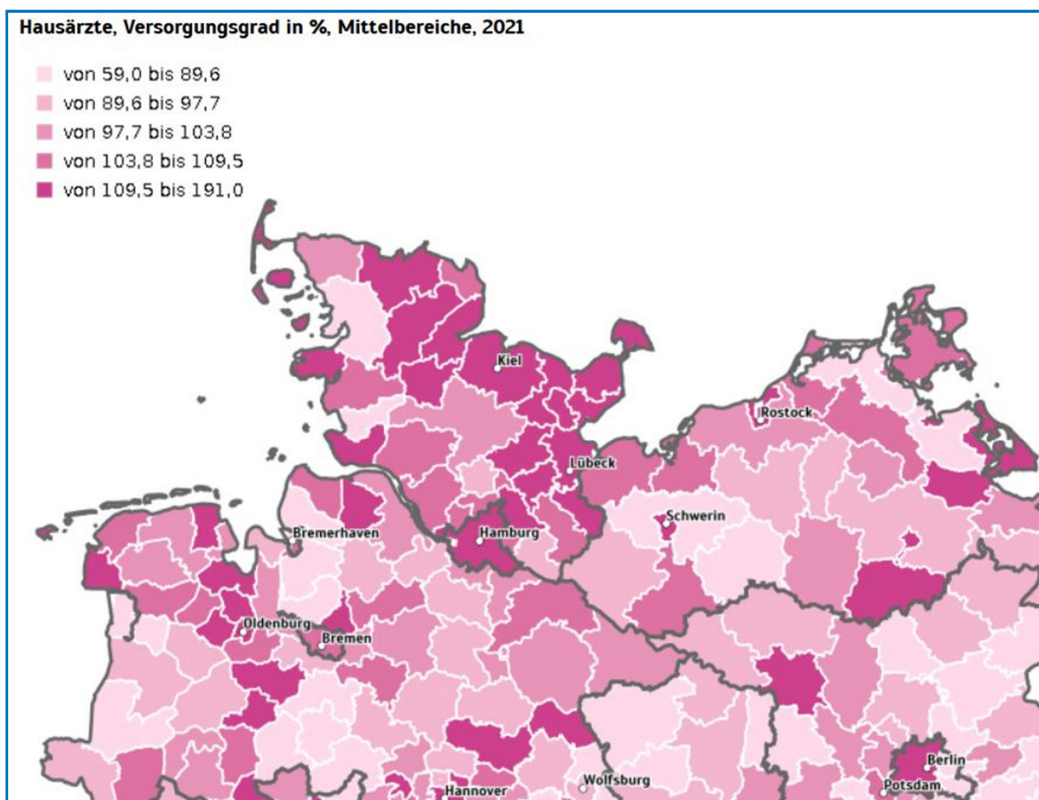 Hausärzte, Versorgungsgrad in %, Mittelbereiche, 2021
von 59,0 bis 89,6
von 89,6 bis 97,7
von 97,7 bis 103,8
von 103,8 bis 109,5
von 109,5 bis 191,0
Kiel
Rostock
Lübeck
Schwerin
Bremerhaven
Hamburg
Oldenburg
Bremen
Berlin
Wolfsburg
Potsdam
Hannover